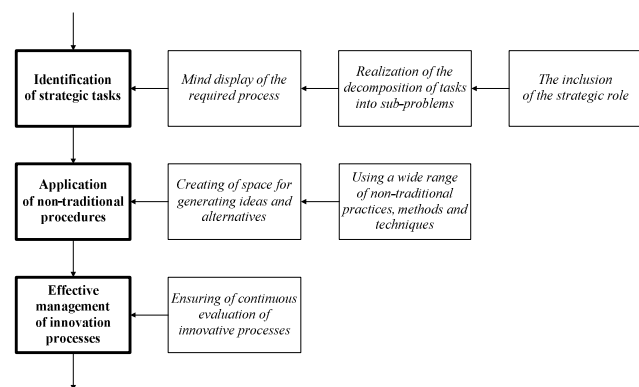 Identification
of strategic tasks
Mind display of the
required process
Realization of the
decomposition of tasks
into sub-problems
The inclusion
of the strategic role
Application
of non-traditional
procedures
Creating of space for
generating ideas and
alternatives
Using a wide range
of non-traditional
practices, methods and
techniques
Effective
management
of innovation
processes
Ensuring of continuous
evaluation of
innovative processes